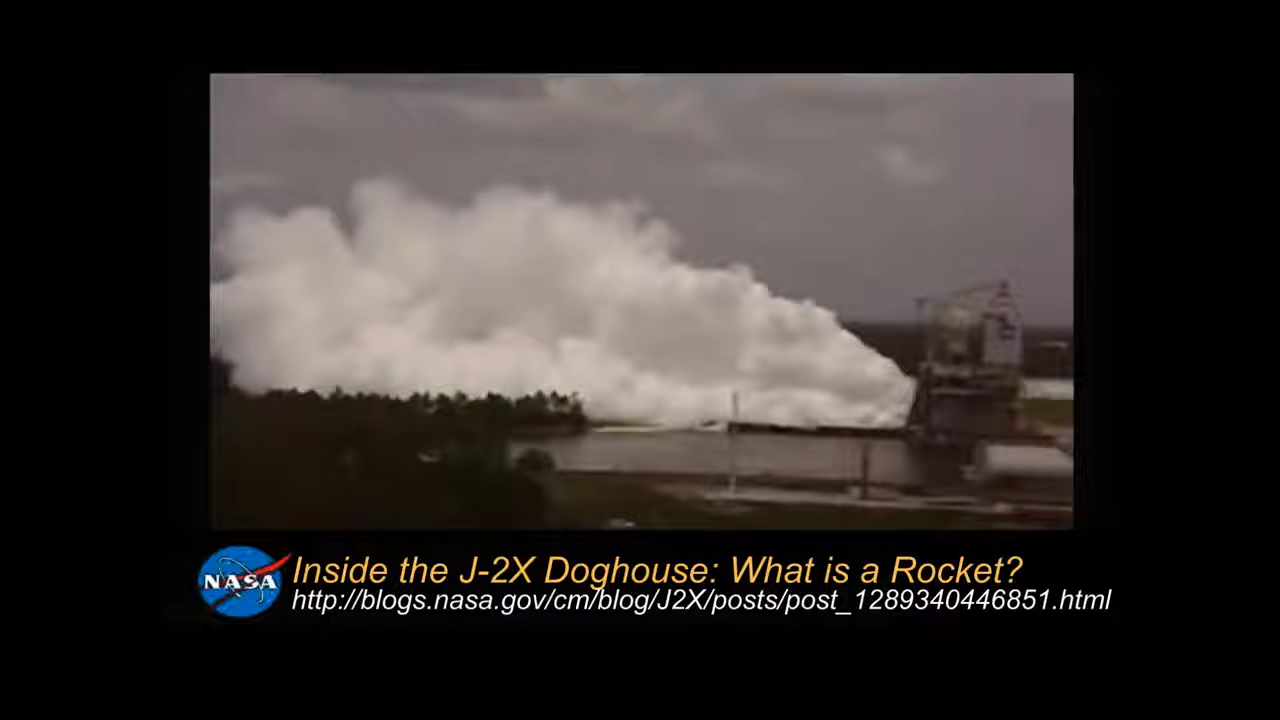 NASA
Inside the J-2X Doghouse: What is a Rocket?
http://blogs.nasa.gov/cm/blog/J2X/posts/post_1289340446851.html